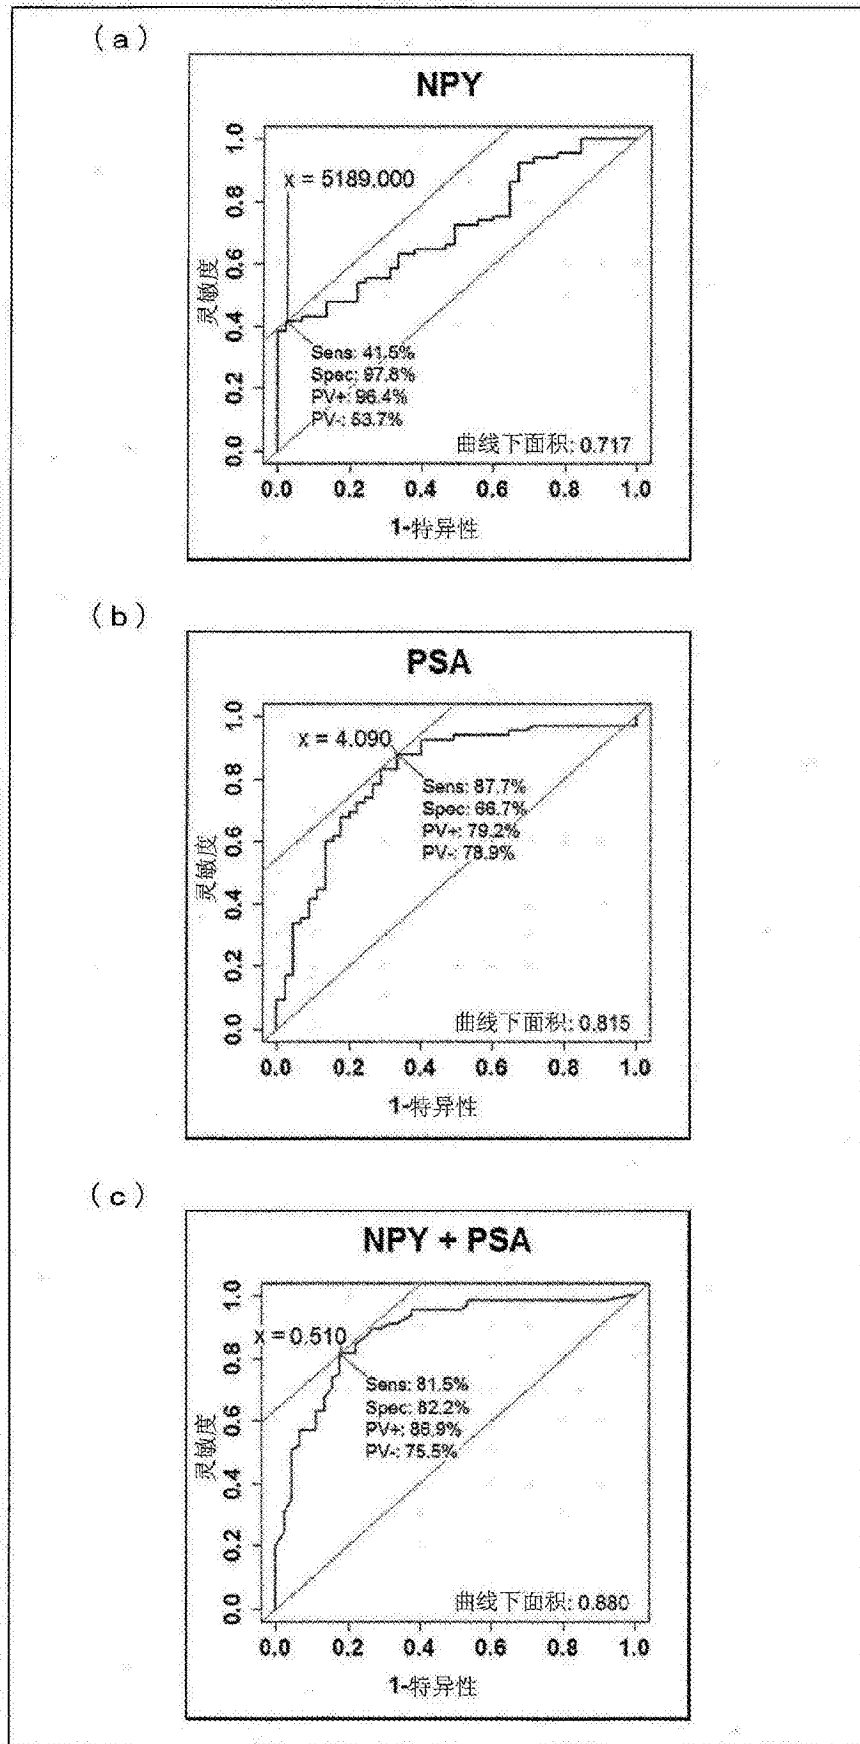 (a)
NPY
1.0
x = 5189.000
0.8
0.6
灵敏度
0.4
Sens: 41.5%
Spec: 97.8%
PV+: 96.4%
PV-: 53.7%
0.2
曲线下面积: 0.717
0.0
0.0 0.2 0.4 0.6 0.8 1.0
1-特异性
(b)
PSA
1.0
x = 4.090
0.8
Sens: 87.7%
Spec: 66.7%
PV+: 79.2%
PV-: 78.9%
0.6
灵敏度
0.4
0.2
曲线下面积: 0.815
0.0
0.0 0.2 0.4 0.6 0.8 1.0
1-特异性
(c)
NPY + PSA
1.0
x = 0.510
0.8
Sens: 81.5%
Spec: 82.2%
PV+: 86.9%
PV-: 75.5%
0.6
灵敏度
0.4
0.2
曲线下面积: 0.880
0.0
0.0 0.2 0.4 0.6 0.8 1.0
1-特异性